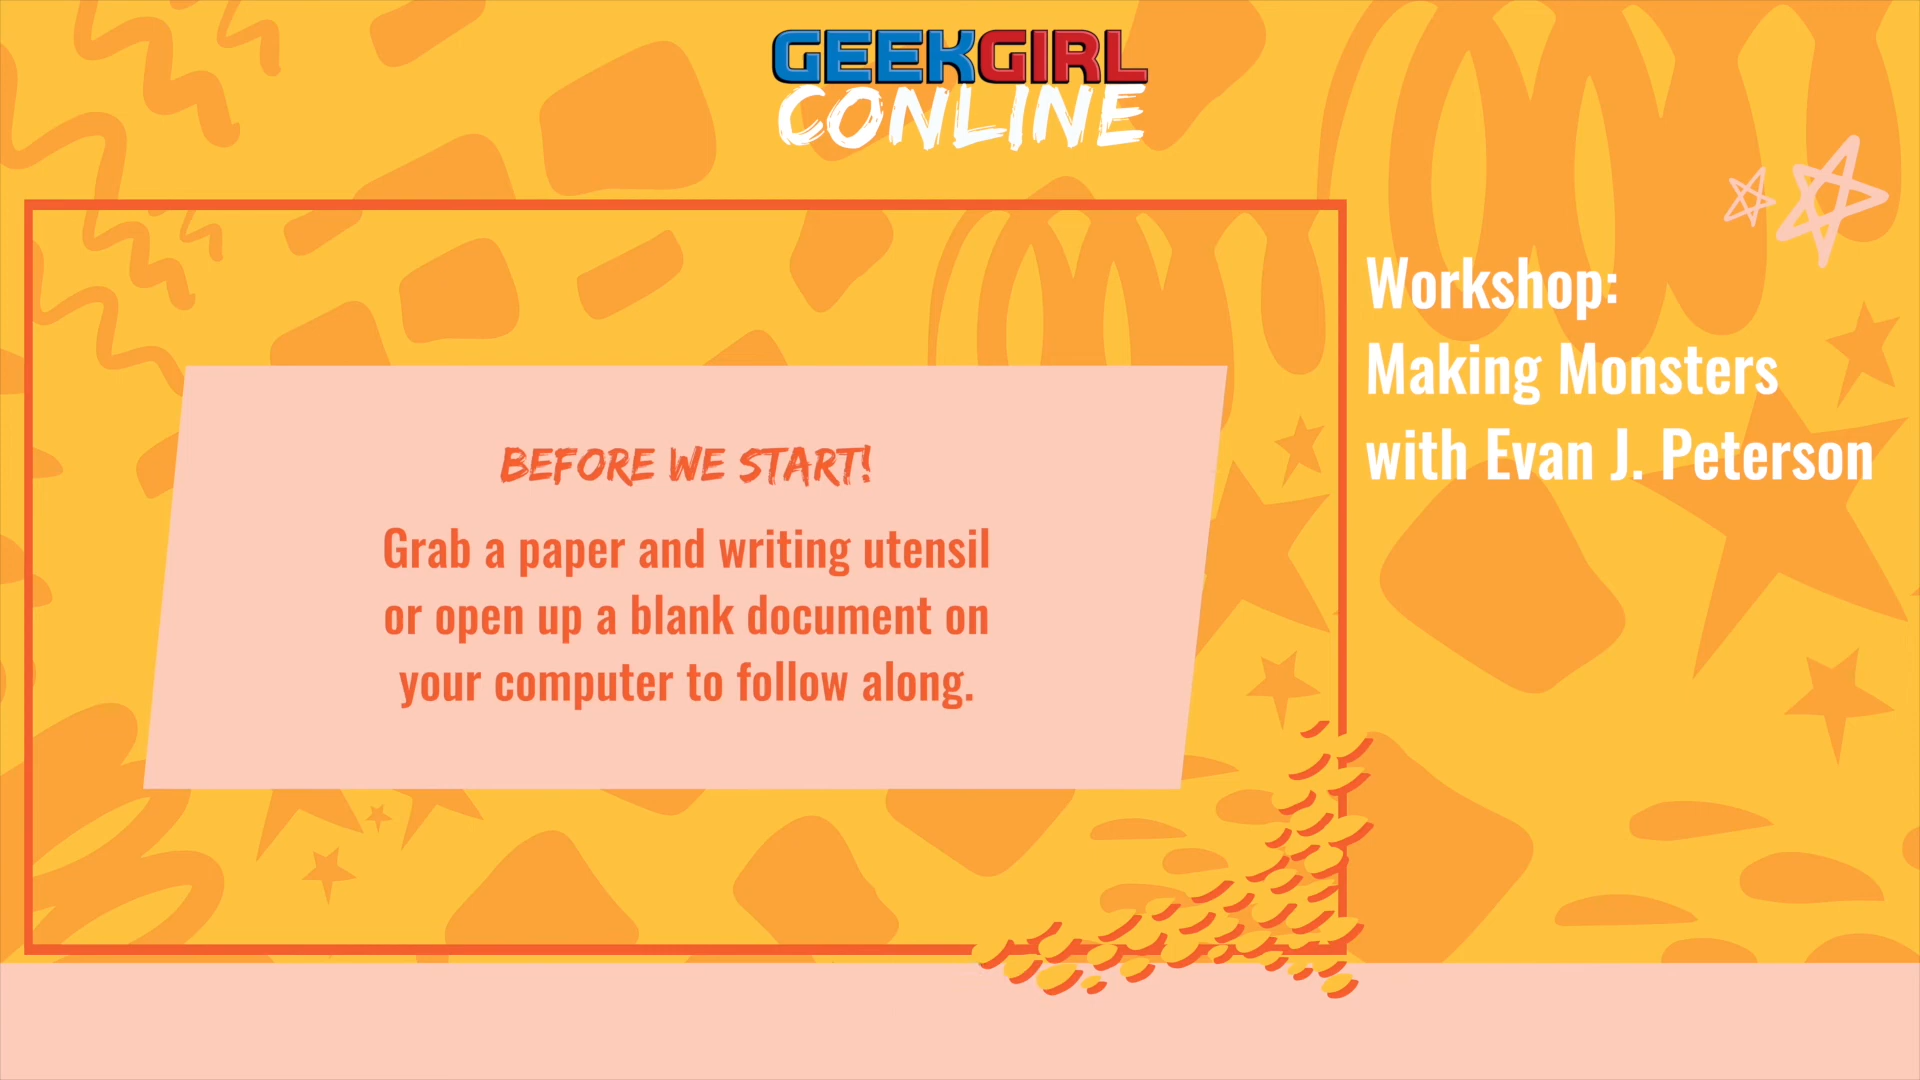 GEEKGIRL
CONLINE
Workshop:
Making Monsters
with Evan J. Peterson
BEFORE WE START!
Grab a paper and writing utensil
or open up a blank document on
your computer to follow along.